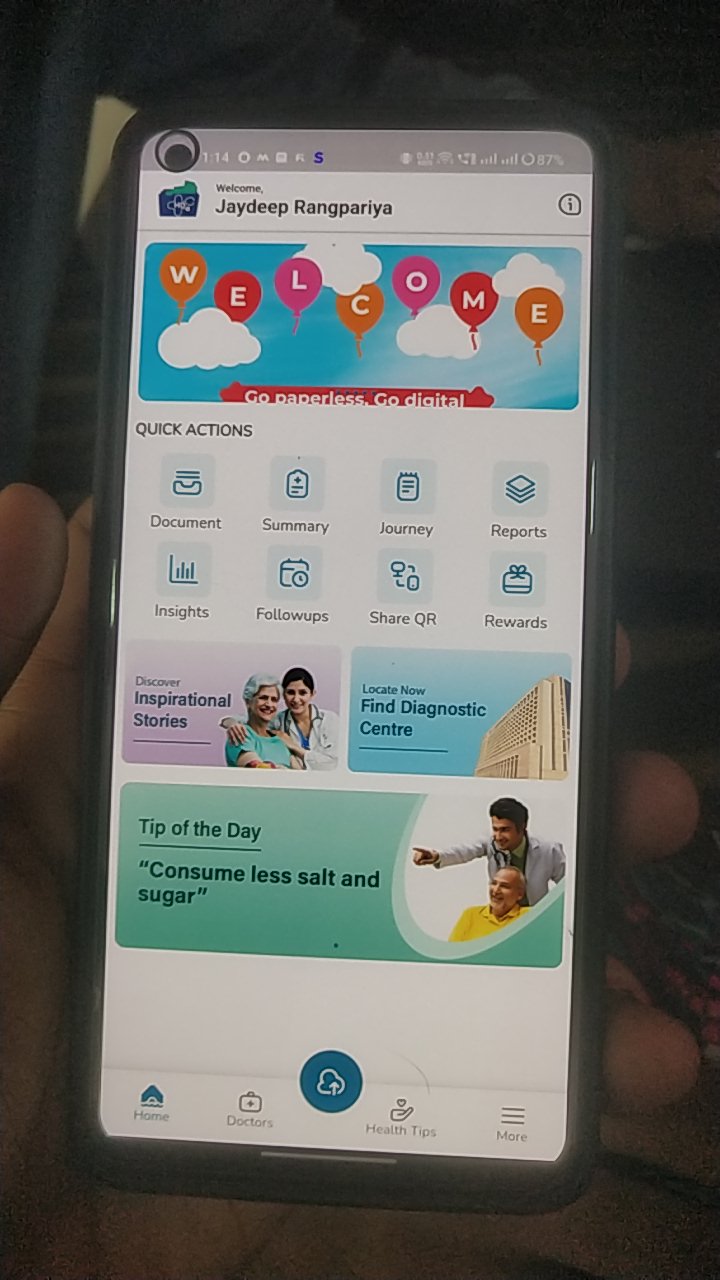 1:14
87%
Welcome,
Jaydeep Rangpariya
WELCOME
Go paperless, Go digital
QUICK ACTIONS
Document Summary Journey Reports
Insights Followups Share QR Rewards
Discover
Inspirational
Stories
Locate Now
Find Diagnostic
Centre
Tip of the Day
“Consume less salt and
sugar”
Home Doctors Health Tips More